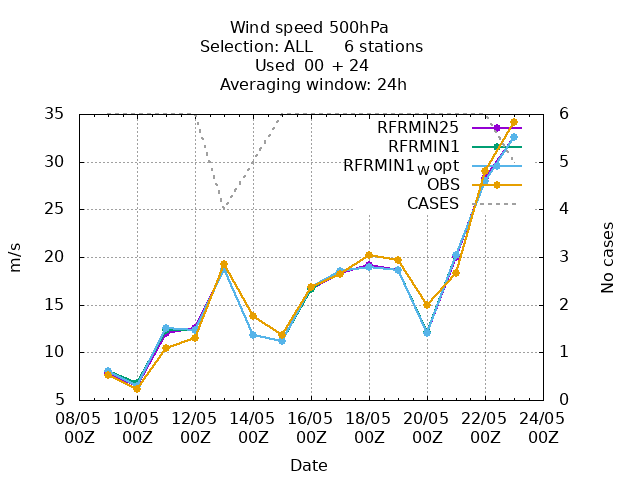 Wind speed 500hPa
Selection: ALL 6 stations
Used 00 + 24
Averaging window: 24h
35 6
RFRMIN25
RFRMIN1
30 5
RFRMIN1W opt
OBS
CASES
25 4
20 3
15 2
10 1
5 0
m/s
No cases
08/05 10/05 12/05 14/05 16/05 18/05 20/05 22/05 24/05
00Z 00Z 00Z 00Z 00Z 00Z 00Z 00Z 00Z
Date